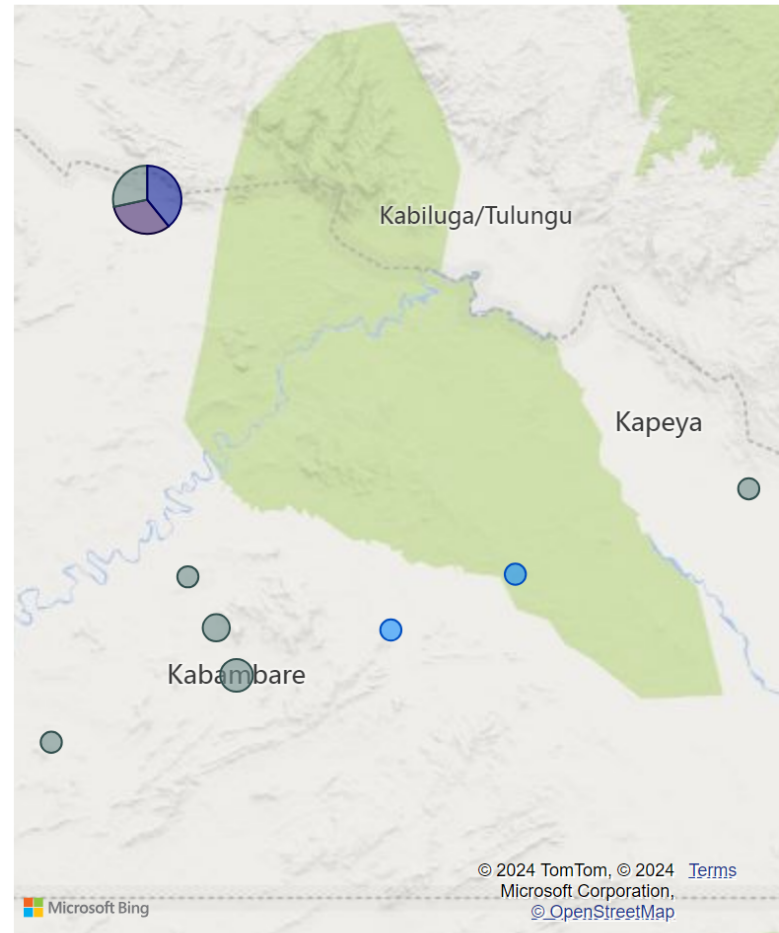 Kabiluga/Tulungu
Kapeya
Kabambare
© 2024 TomTom, © 2024 Terms
Microsoft Corporation,
© OpenStreetMap
Microsoft Bing